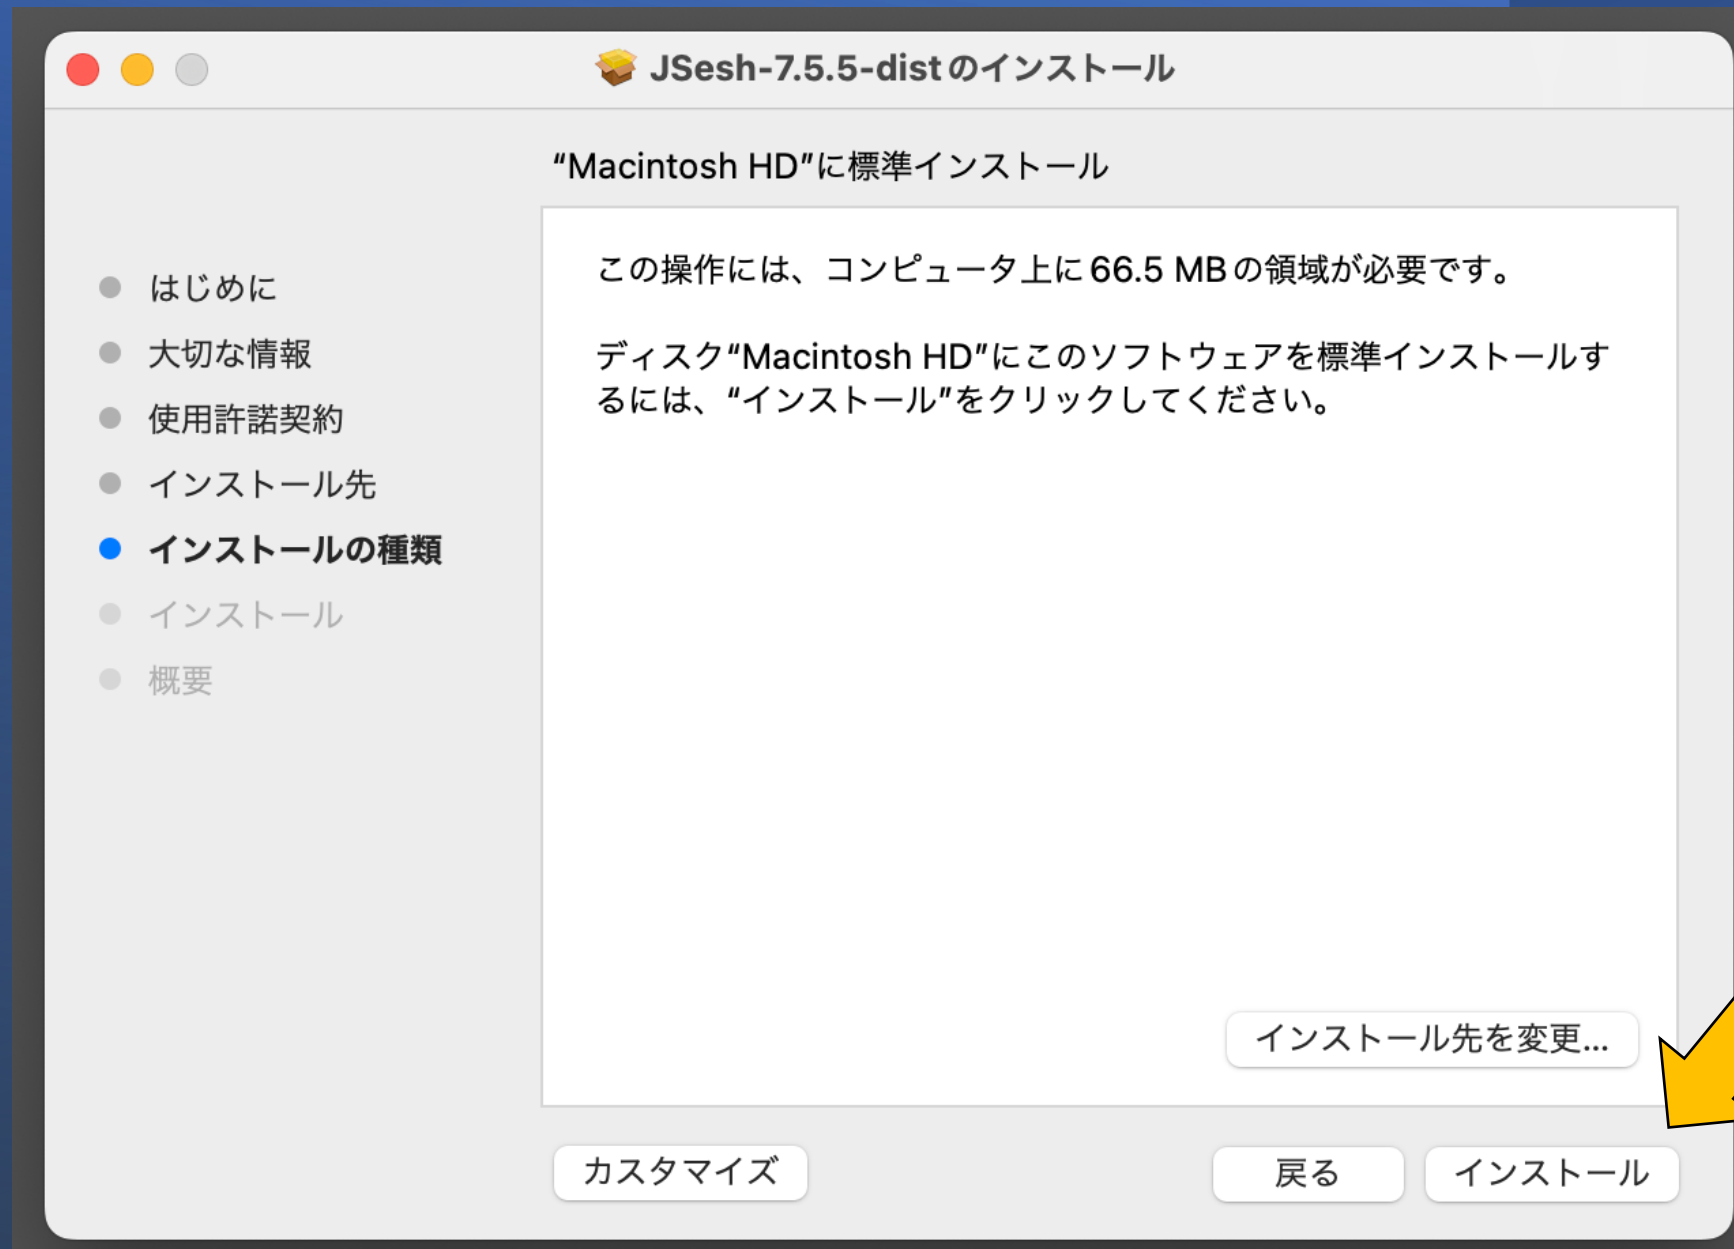 JSesh-7.5.5-distのインストール
“Macintosh HD”に標準インストール
はじめに
大切な情報
使用許諾契約
インストール先
インストールの種類
インストール
概要
この操作には、コンピュータ上に66.5 MBの領域が必要です。
ディスク“Macintosh HD”にこのソフトウェアを標準インストールす
るには、“インストール”をクリックしてください。
インストール先を変更...
カスタマイズ
戻る
インストール